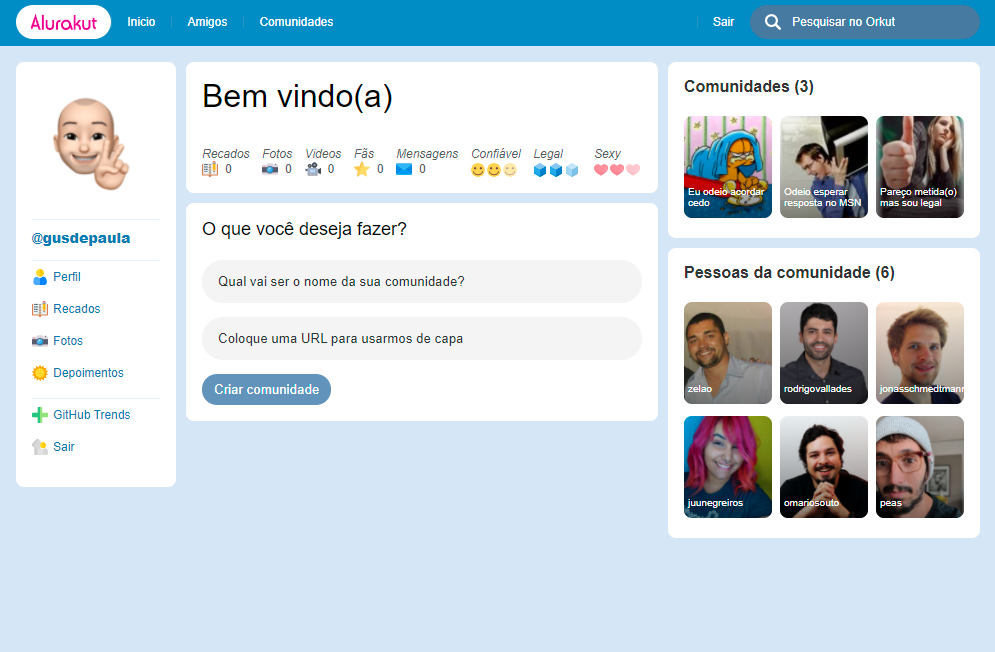 Alurakut
Inicio
Amigos
Comunidades
Sair
Pesquisar no Orkut
@gusdepaula
Perfil
Recados
Fotos
Depoimentos
GitHub Trends
Sair
Bem vindo(a)
Recados
0
Fotos
0
Videos
0
Fãs
0
Mensagens
0
Confiável
Legal
Sexy
O que você deseja fazer?
Qual vai ser o nome da sua comunidade?
Coloque uma URL para usarmos de capa
Criar comunidade
Comunidades (3)
Eu odeio acordar
cedo
Odeio esperar
resposta no MSN
Pareço metida(o)
mas sou legal
Pessoas da comunidade (6)
zelao
rodrigovallades
jonasschmedtmann
juunegreiros
omariosouto
peas